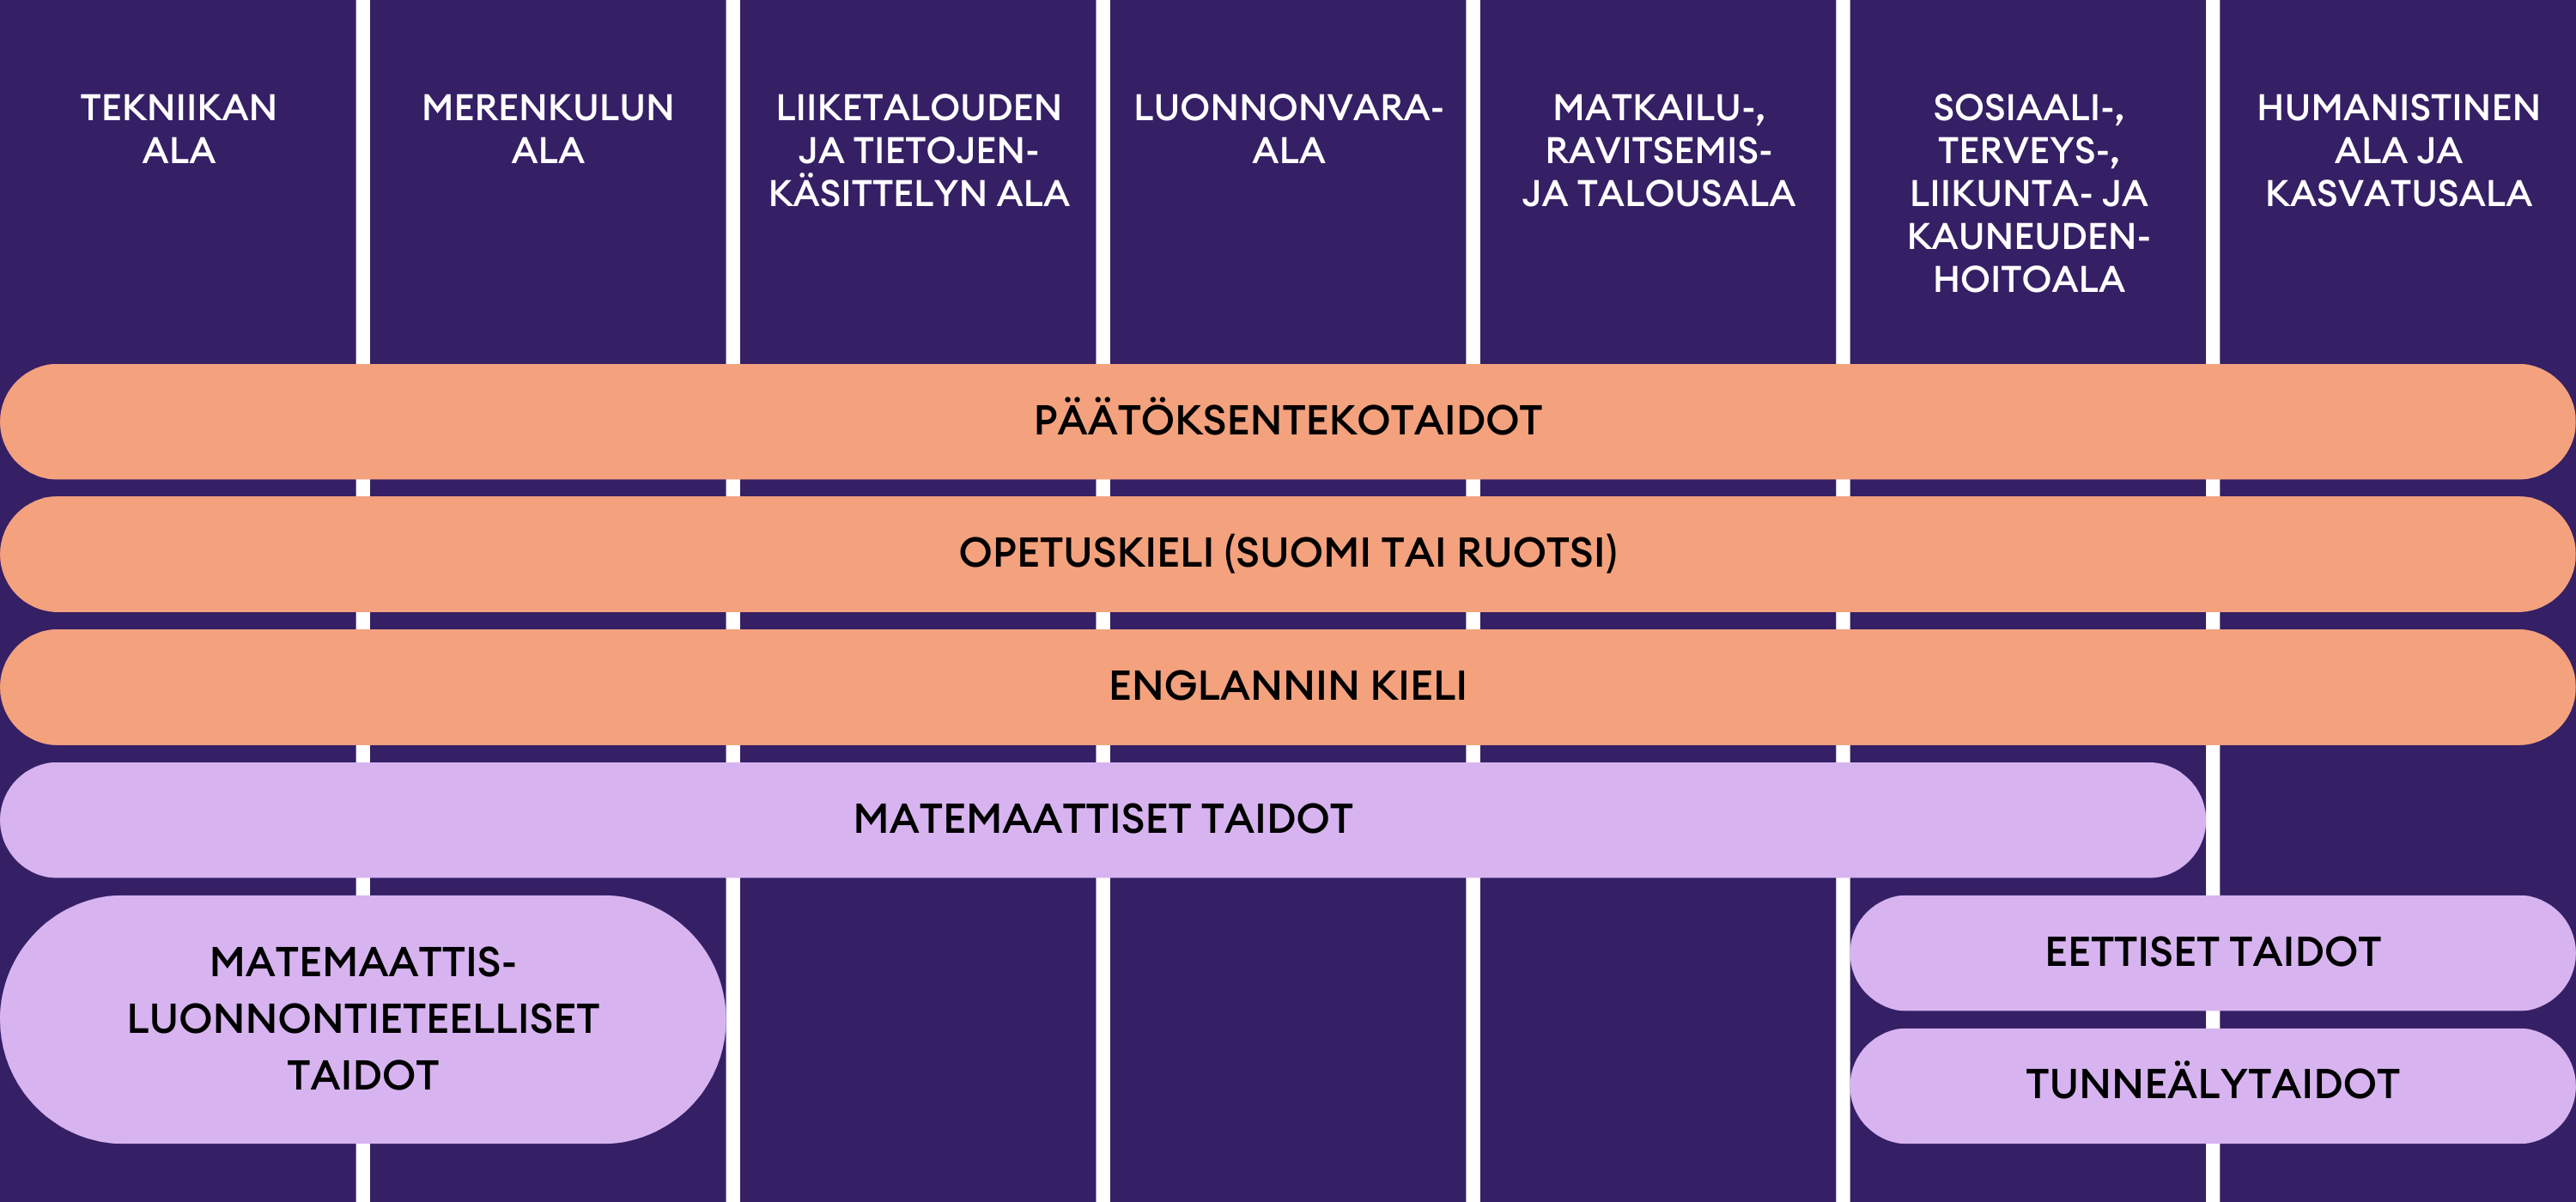 TEKNIIKAN
ALA
MERENKULUN
ALA
LIIKETALOUDEN
JA TIETOJEN-
KÄSITTELYN ALA
LUONNONVARA-
ALA
MATKAILU-,
RAVITSEMIS-
JA TALOUSALA
SOSIAALI-,
TERVEYS-,
LIIKUNTA- JA
KAUNEUDEN-
HOITOALA
HUMANISTINEN
ALA JA
KASVATUSALA
PÄÄTÖKSENTEKOTAIDOT
OPETUSKIELI (SUOMI TAI RUOTSI)
ENGLANNIN KIELI
MATEMAATTISET TAIDOT
MATEMAATTIS-
LUONNONTIETEELLISET
TAIDOT
EETTISET TAIDOT
TUNNEÄLYTAIDOT